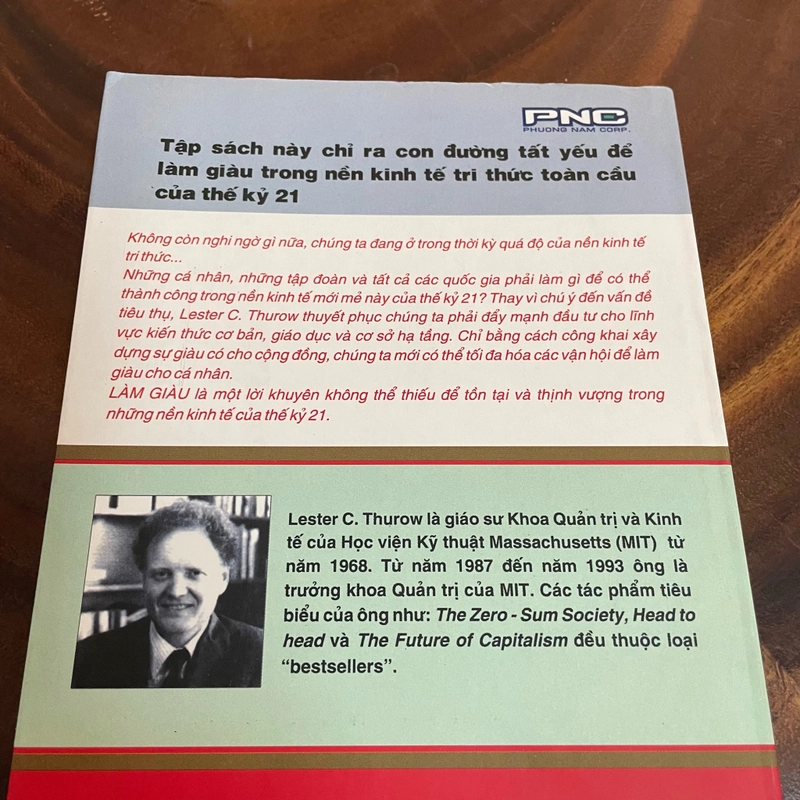 PNC
PHUONG NAM CORP.
Tập sách này chỉ ra con đường tất yếu để
làm giàu trong nền kinh tế tri thức toàn cầu
của thế kỷ 21
Không còn nghi ngờ gì nữa, chúng ta đang ở trong thời kỳ quá độ của nền kinh tế
tri thức...
Những cá nhân, những tập đoàn và tất cả các quốc gia phải làm gì để có thể
thành công trong nền kinh tế mới mẻ này của thế kỷ 21? Thay vì chú ý đến vấn đề
tiêu thụ, Lester C. Thurow thuyết phục chúng ta phải đẩy mạnh đầu tư cho lĩnh
vực kiến thức cơ bản, giáo dục và cơ sở hạ tầng. Chỉ bằng cách công khai xây
dựng sự giàu có cho cộng đồng, chúng ta mới có thể tối đa hóa các vận hội để làm
giàu cho cá nhân.
LÀM GIÀU là một lời khuyên không thể thiếu để tồn tại và thịnh vượng trong
những nền kinh tế của thế kỷ 21.
Lester C. Thurow là giáo sư Khoa Quản trị và Kinh
tế của Học viện Kỹ thuật Massachusetts (MIT) từ
năm 1968. Từ năm 1987 đến năm 1993 ông là
trưởng khoa Quản trị của MIT. Các tác phẩm tiêu
biểu của ông như: The Zero - Sum Society, Head to
head và The Future of Capitalism đều thuộc loại
"bestsellers".